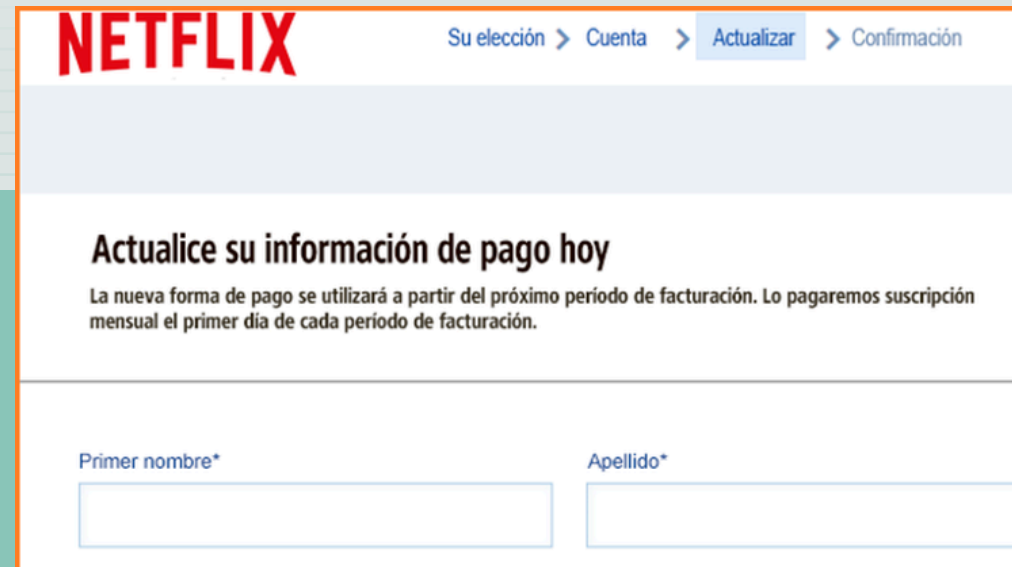 NETFLIX
Su elección > Cuenta > Actualizar > Confirmación
Actualice su información de pago hoy
La nueva forma de pago se utilizará a partir del próximo período de facturación. Lo pagaremos suscripción
mensual el primer día de cada período de facturación.
Primer nombre* Apellido*